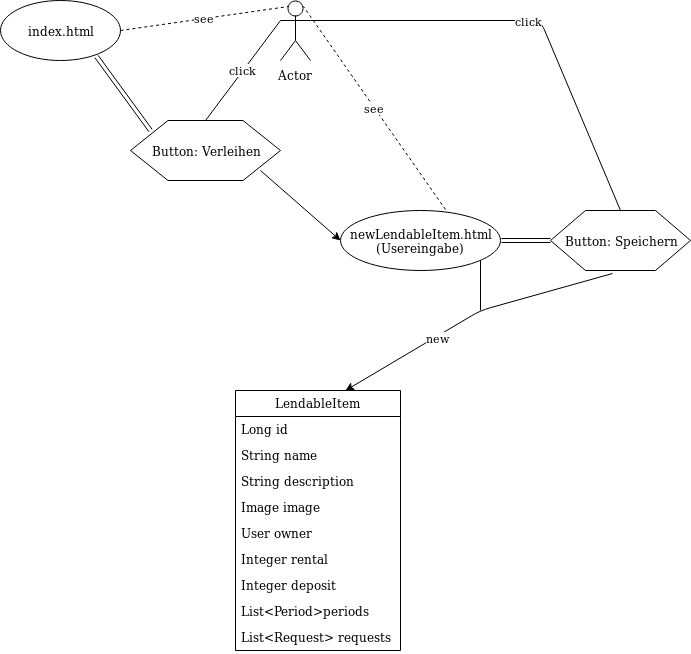 index.html
see
click
click
Actor
see
Button: Verleihen
newLendableItem.html
(Usereingabe)
Button: Speichern
new
LendableItem
Long id
String name
String description
Image image
User owner
Integer rental
Integer deposit
List<Period>periods
List<Request> requests